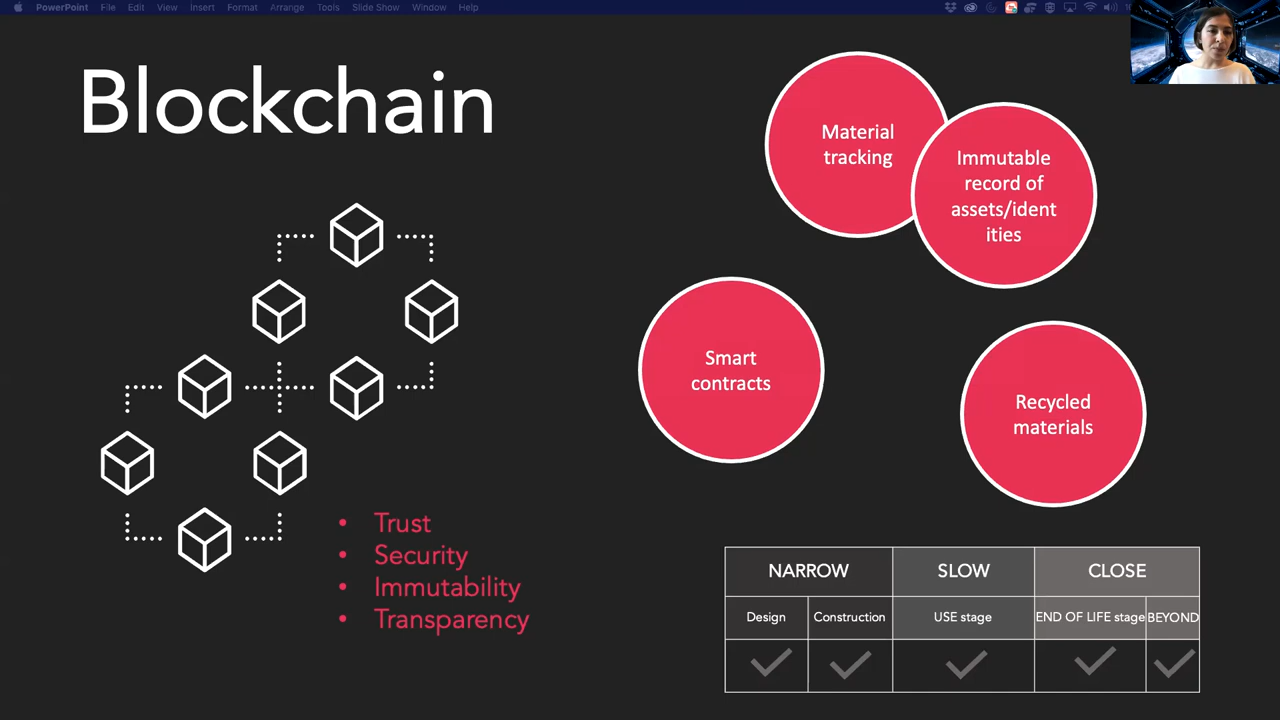 PowerPoint File Edit View Insert Format Arrange Tools Slide Show Window Help
Blockchain
Material
tracking
Immutable
record of
assets/ident
ities
Smart
contracts
Recycled
materials
• Trust
• Security
• Immutability
• Transparency
NARROW SLOW CLOSE
Design Construction USE stage END OF LIFE stage BEYOND